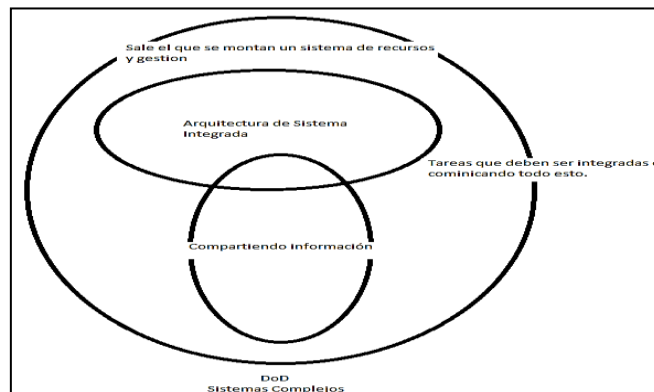 Sale el que se montan un sistema de recursos
y gestion
Arquitectura de Sistema
Integrada
Tareas que deben ser integradas
cominicando todo esto.
Compartiendo información
DoD
Sistemas Complejos